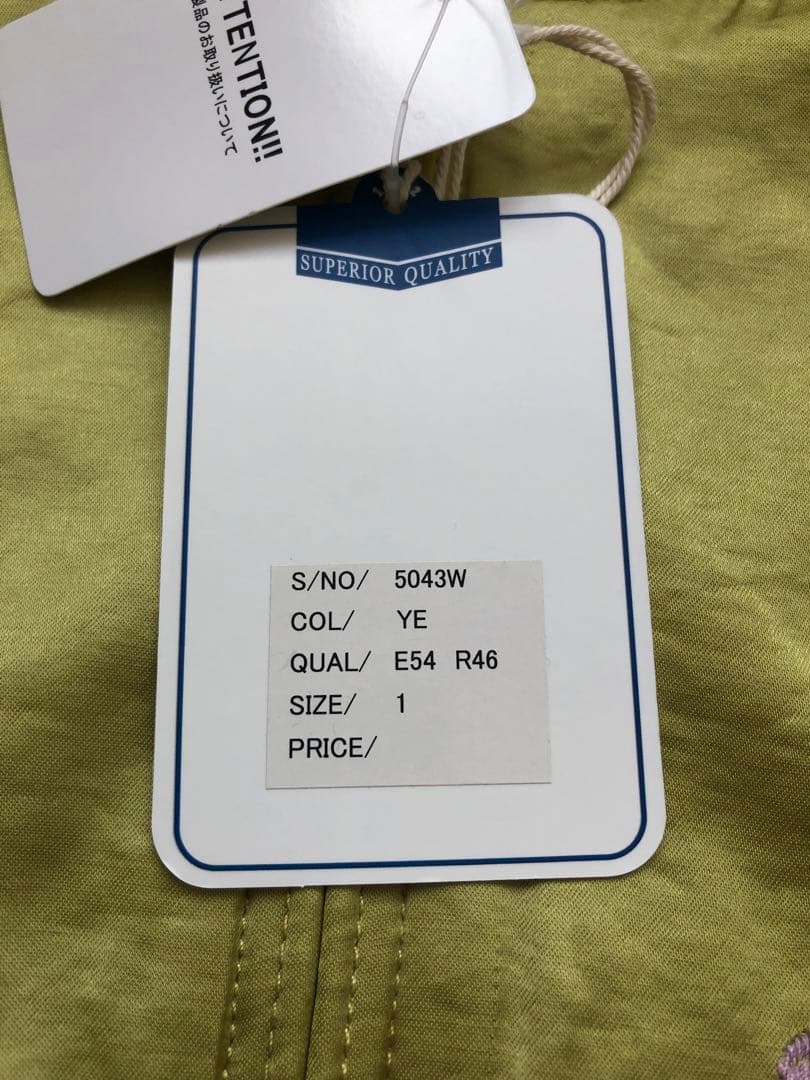 TENTION!!
製品のお取り扱いについて
SUPERIOR QUALITY
S/NO/ 5043W
COL/ YE
QUAL/ E54 R46
SIZE/ 1
PRICE/